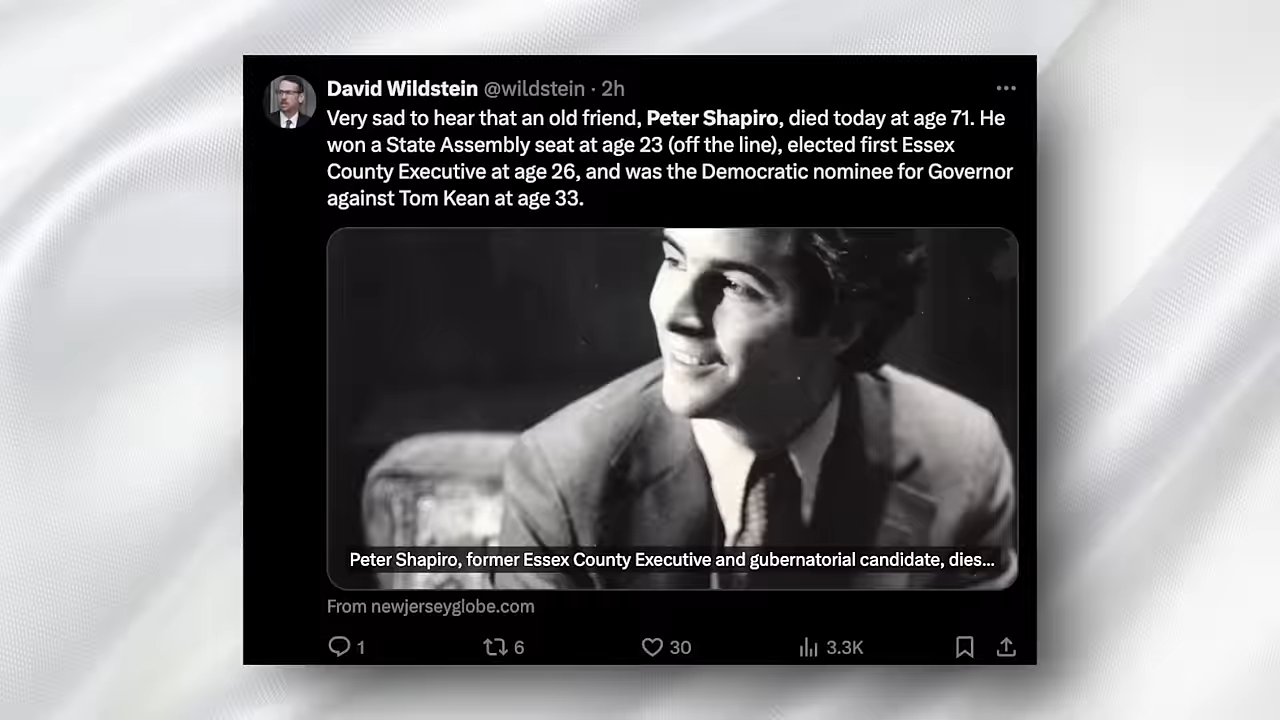 David Wildstein @wildstein · 2h
Very sad to hear that an old friend, Peter Shapiro, died today at age 71. He
won a State Assembly seat at age 23 (off the line), elected first Essex
County Executive at age 26, and was the Democratic nominee for Governor
against Tom Kean at age 33.
Peter Shapiro, former Essex County Executive and gubernatorial candidate, dies...
From newjerseyglobe.com
1 6 30 3.3K